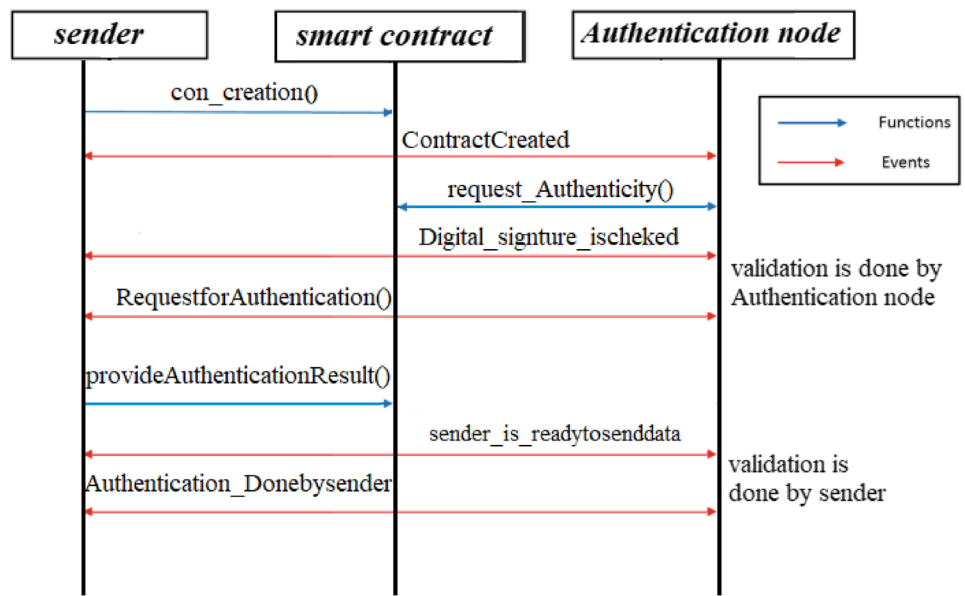 sender
smart contract
Authentication node
con_creation()
Functions
ContractCreated
Events
request_Authenticity()
Digital_signture_ischeked
validation is done by
Authentication node
RequestforAuthentication()
provideAuthenticationResult()
sender_is_readytosenddata
validation is
done by sender
Authentication_Donebysender